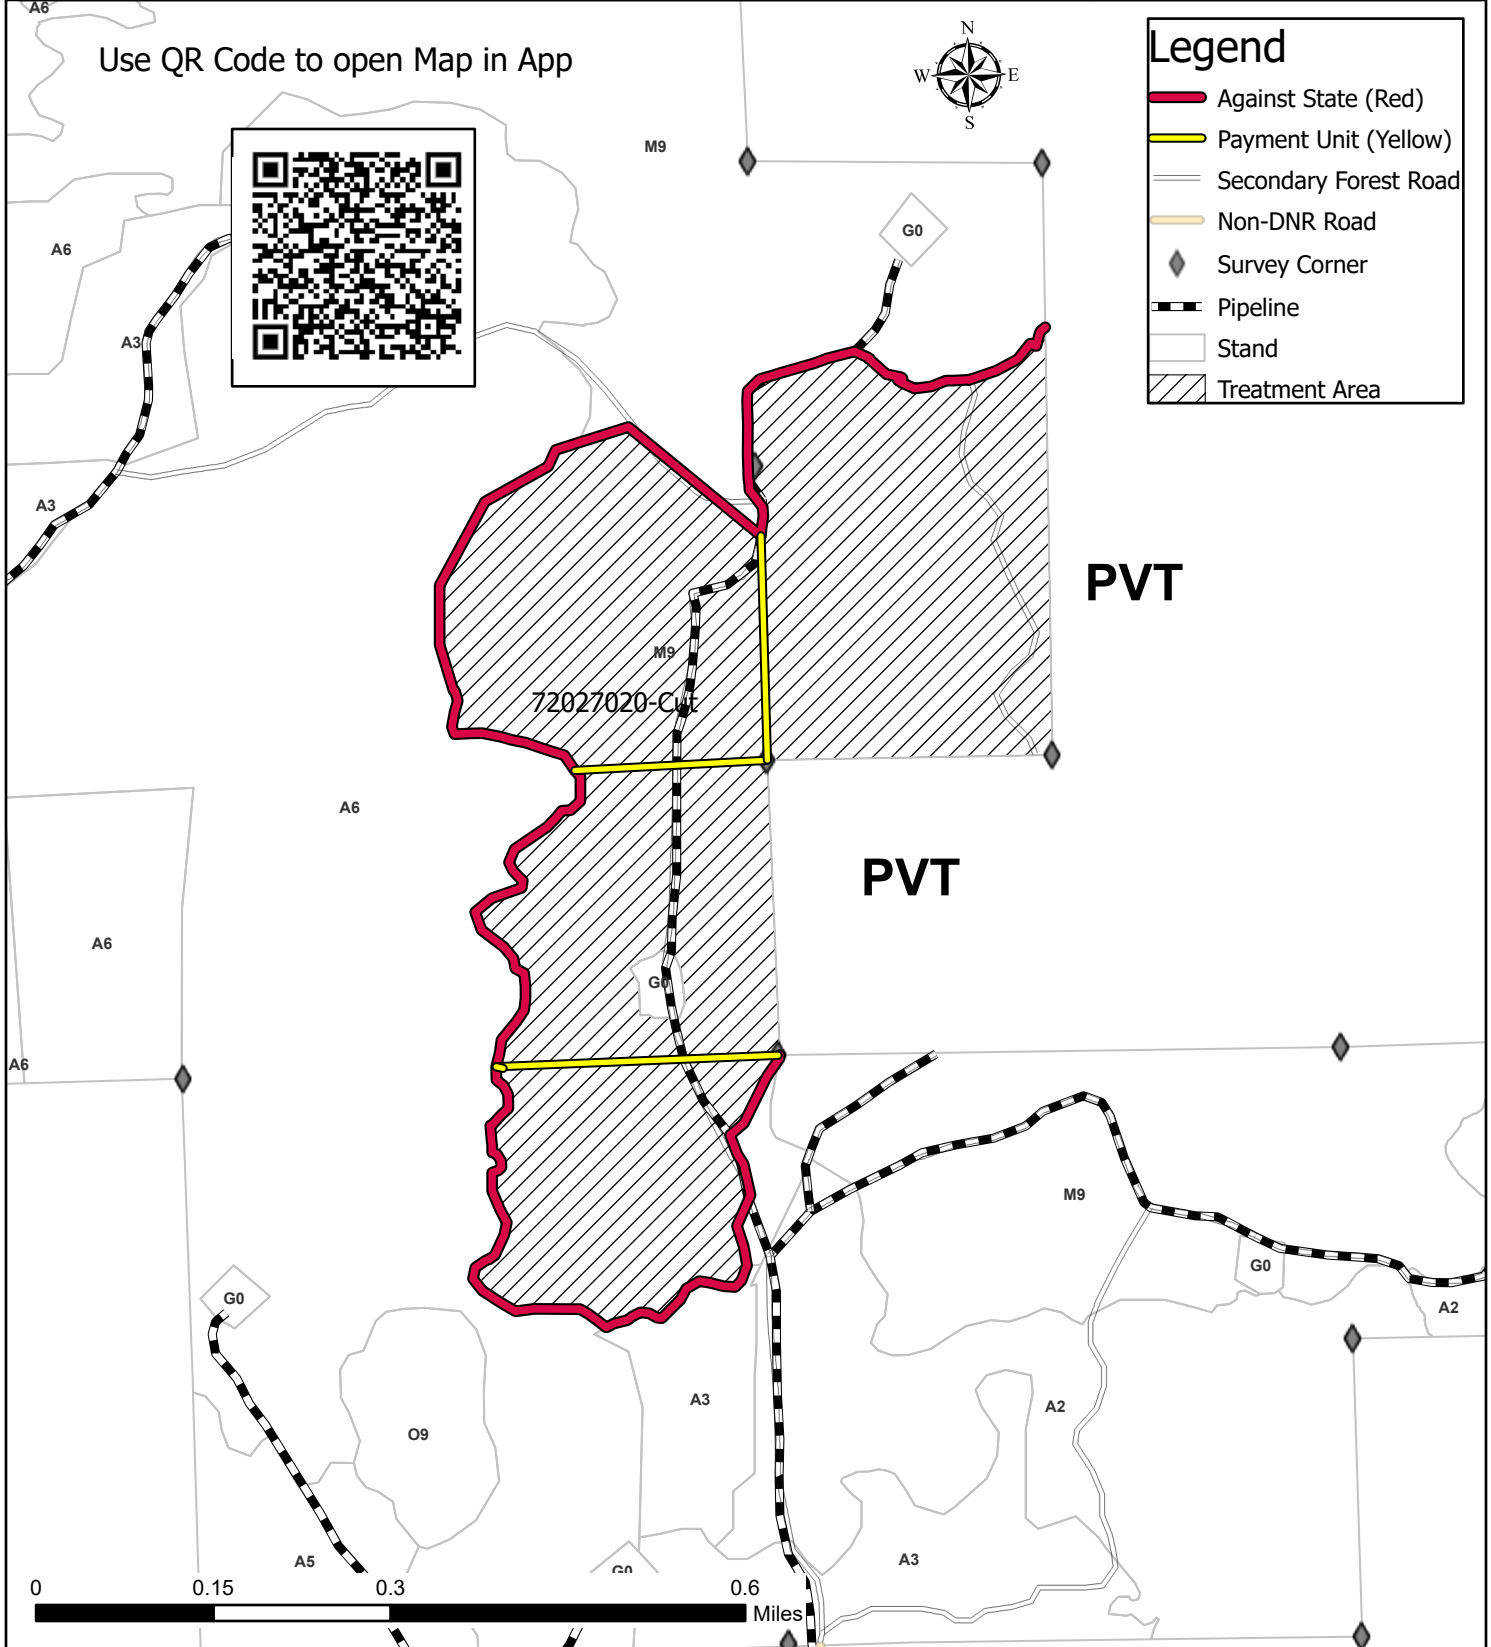 A6
Use QR Code to open Map in App
N
W
E
S
Legend
Against State (Red)
Payment Unit (Yellow)
Secondary Forest Road
Non-DNR Road
Survey Corner
Pipeline
Stand
Treatment Area
M9
G0
A6
A3
A3
PVT
M9
72027020-Cut
A6
PVT
A6
G0
A6
M9
G0
G0
A2
A3
A2
O9
A3
A5
G0
0
0.15
0.3
0.6
Miles